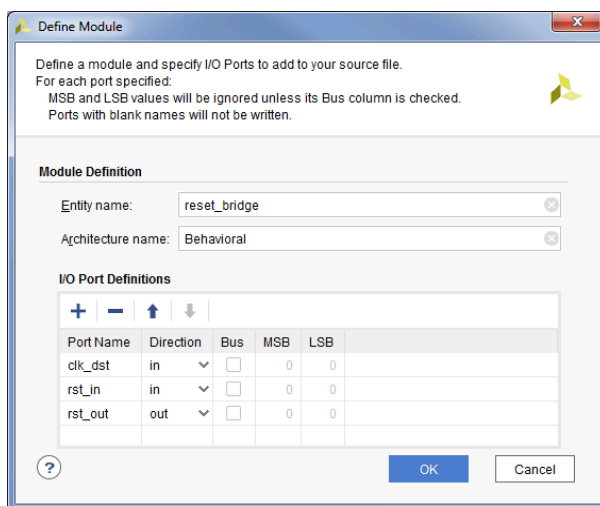 Define Module
Define a module and specify I/O Ports to add to your source file.
For each port specified:
MSB and LSB values will be ignored unless its Bus column is checked.
Ports with blank names will not be written.
Module Definition
Entity name: reset_bridge
Architecture name: Behavioral
I/O Port Definitions
Port Name Direction Bus MSB LSB
clk_dst in 0 0
rst_in in 0 0
rst_out out 0 0
? OK Cancel